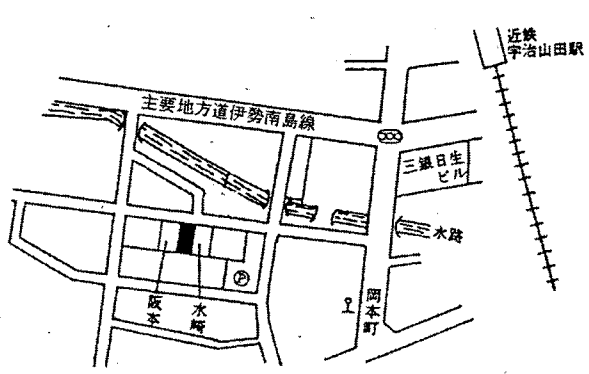 近鉄
宇治山田駅
主要地方道伊勢南島線
三銀日生
ビル
水路
P
阪本
水崎
岡本町